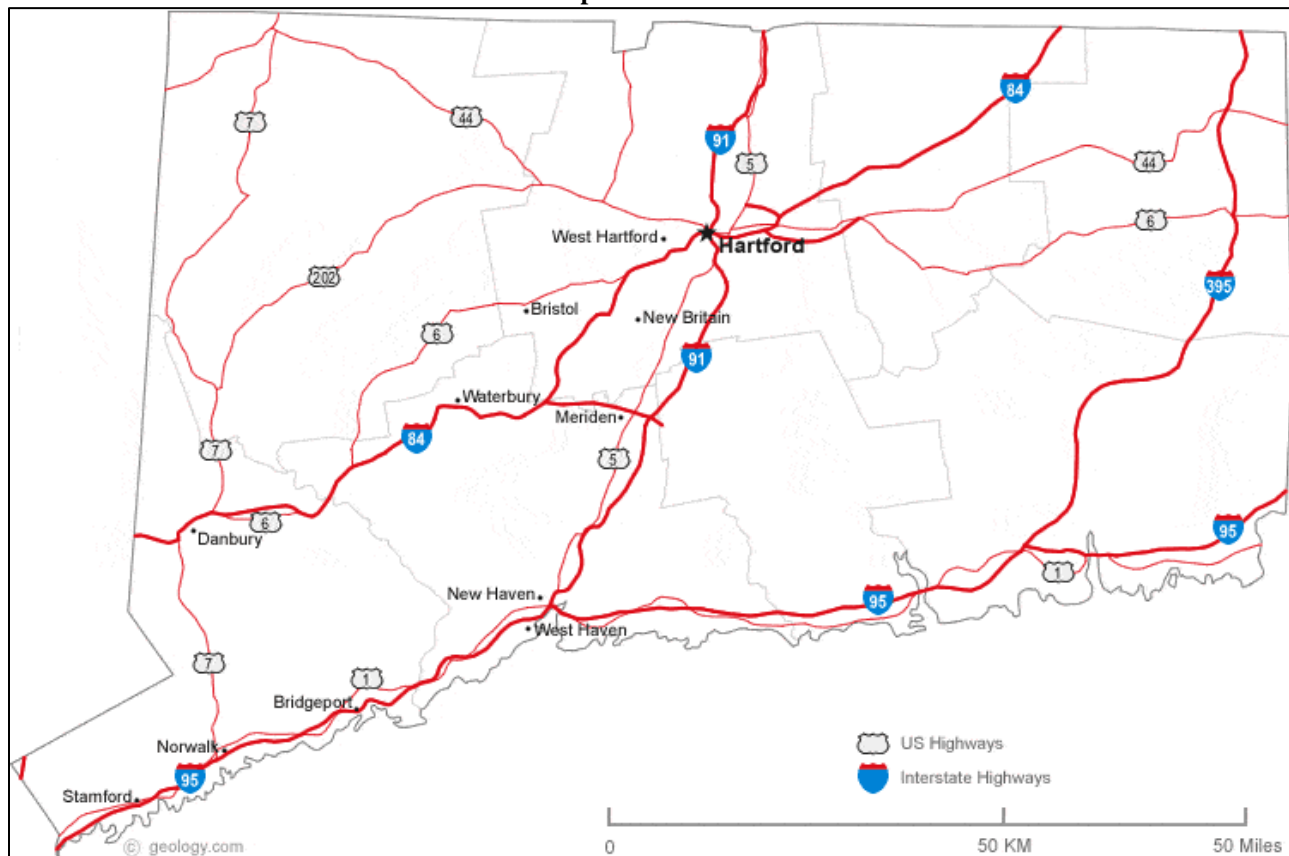 44
7
91
5
84
44
6
West Hartford
Hartford
202
395
Bristol
New Britain
6
91
Waterbury
Meriden
84
7
5
6
Danbury
95
1
New Haven
95
West Haven
7
1
Bridgeport
Norwalk
95
Stamford
US Highways
Interstate Highways
© geology.com
0 50 KM 50 Miles